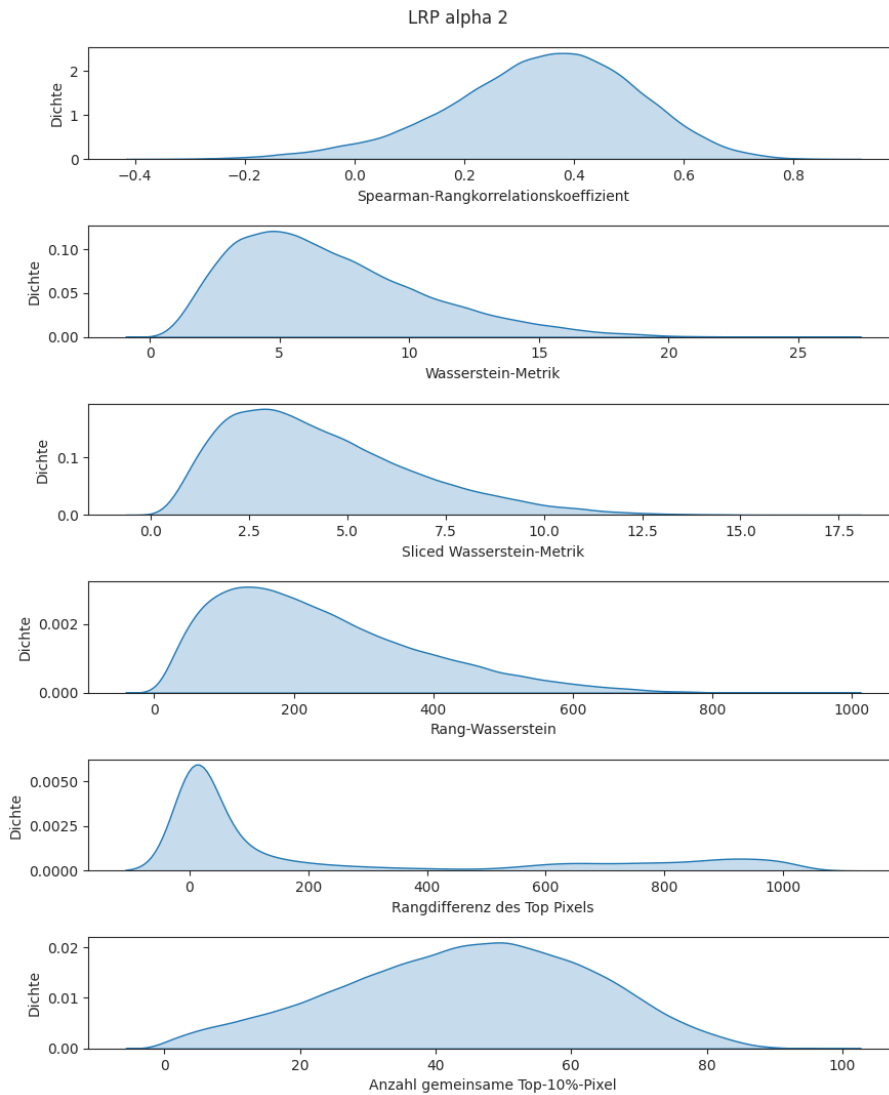 LRP alpha 2
Dichte
2
1
0
−0.4 −0.2 0.0 0.2 0.4 0.6 0.8
Spearman-Rangkorrelationskoeffizient
Dichte
0.10
0.05
0.00
0 5 10 15 20 25
Wasserstein-Metrik
Dichte
0.1
0.0
0.0 2.5 5.0 7.5 10.0 12.5 15.0 17.5
Sliced Wasserstein-Metrik
Dichte
0.002
0.000
0 200 400 600 800 1000
Rang-Wasserstein
Dichte
0.0050
0.0025
0.0000
0 200 400 600 800 1000
Rangdifferenz des Top Pixels
Dichte
0.02
0.01
0.00
0 20 40 60 80 100
Anzahl gemeinsame Top-10%-Pixel